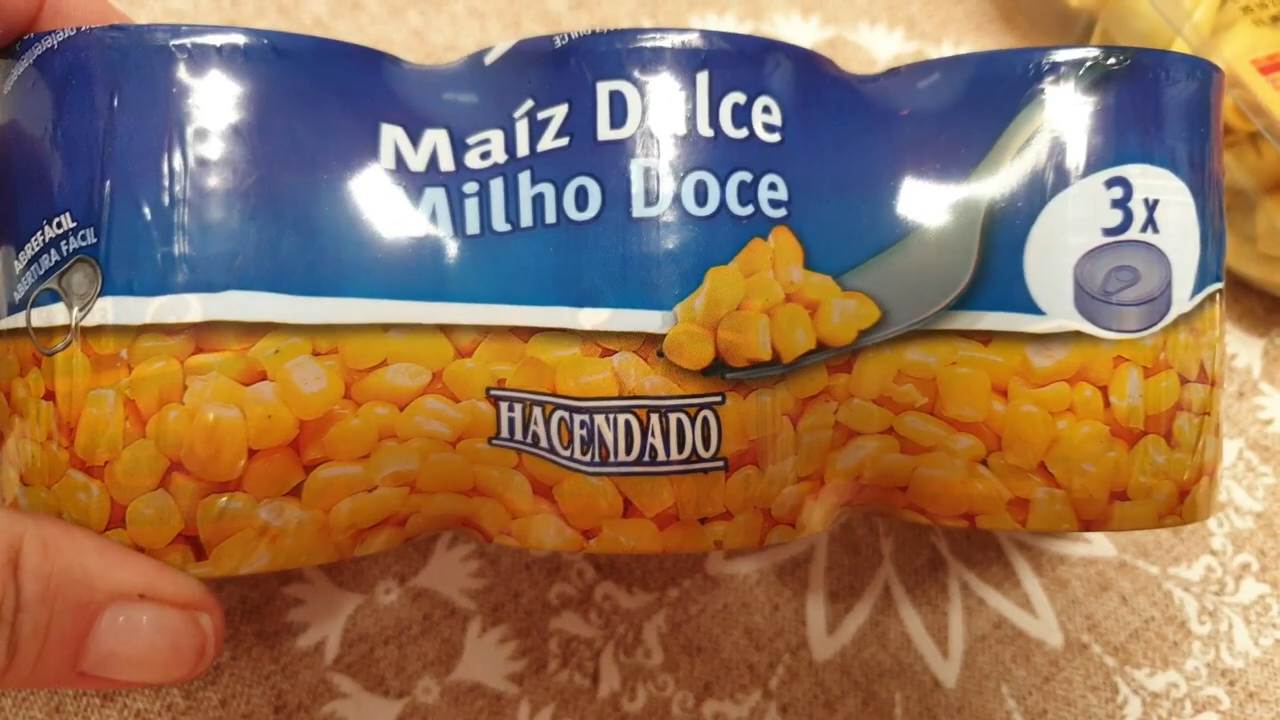 Maíz Dulce
Milho Doce
3x
ABREFÁCIL
ABERTURA FÁCIL
HACENDADO